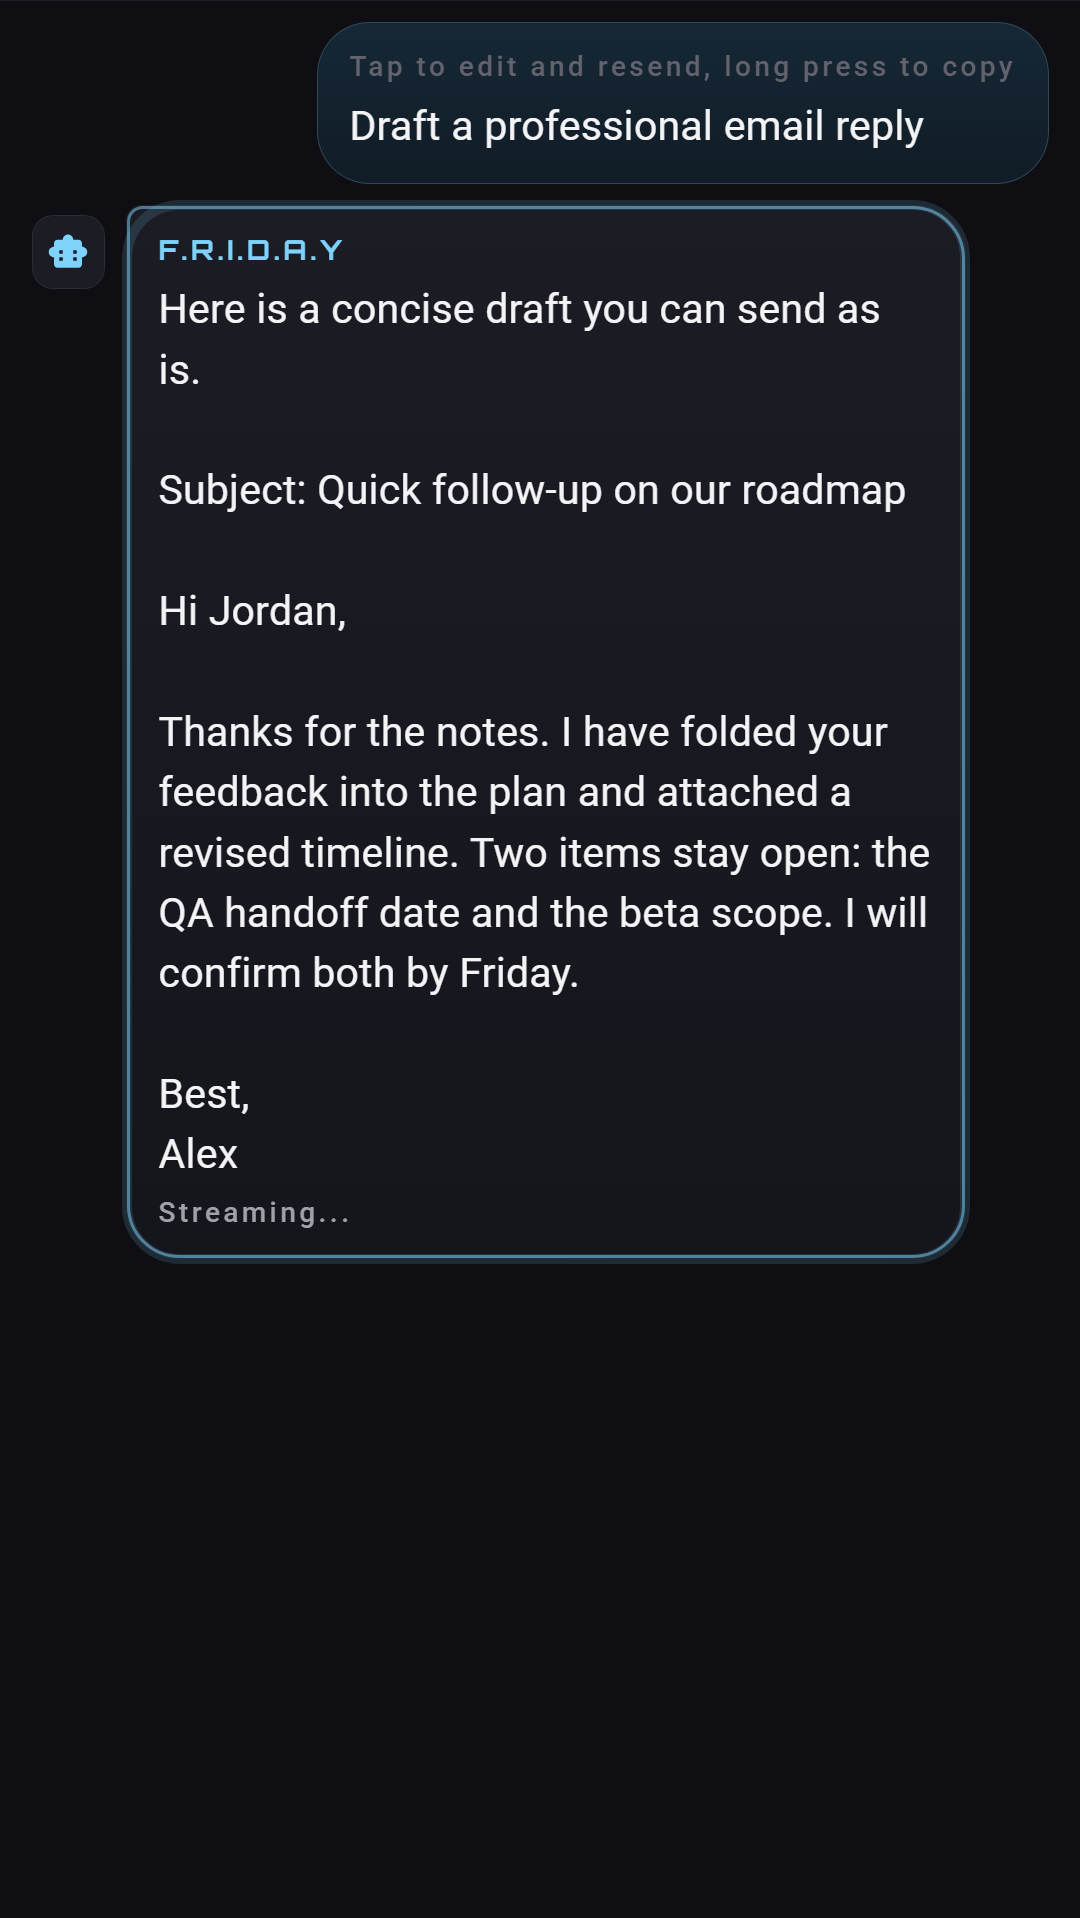 Tap to edit and resend, long press to copy
Draft a professional email reply
F.R.I.D.A.Y
Here is a concise draft you can send as
is.
Subject: Quick follow-up on our roadmap
Hi Jordan,
Thanks for the notes. I have folded your
feedback into the plan and attached a
revised timeline. Two items stay open: the
QA handoff date and the beta scope. I will
confirm both by Friday.
Best,
Alex
Streaming...